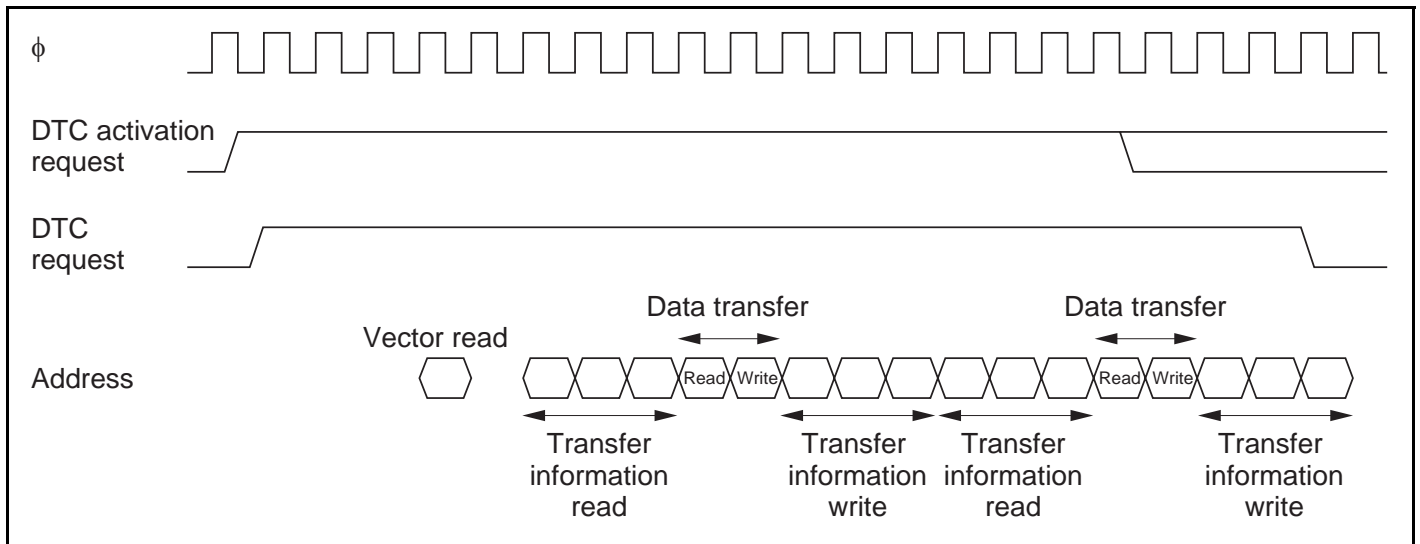 ϕ
DTC activation
request
DTC
request
Data transfer
Data transfer
Vector read
Address
Read Write
Read Write
Transfer
information
read
Transfer
information
write
Transfer
information
read
Transfer
information
write